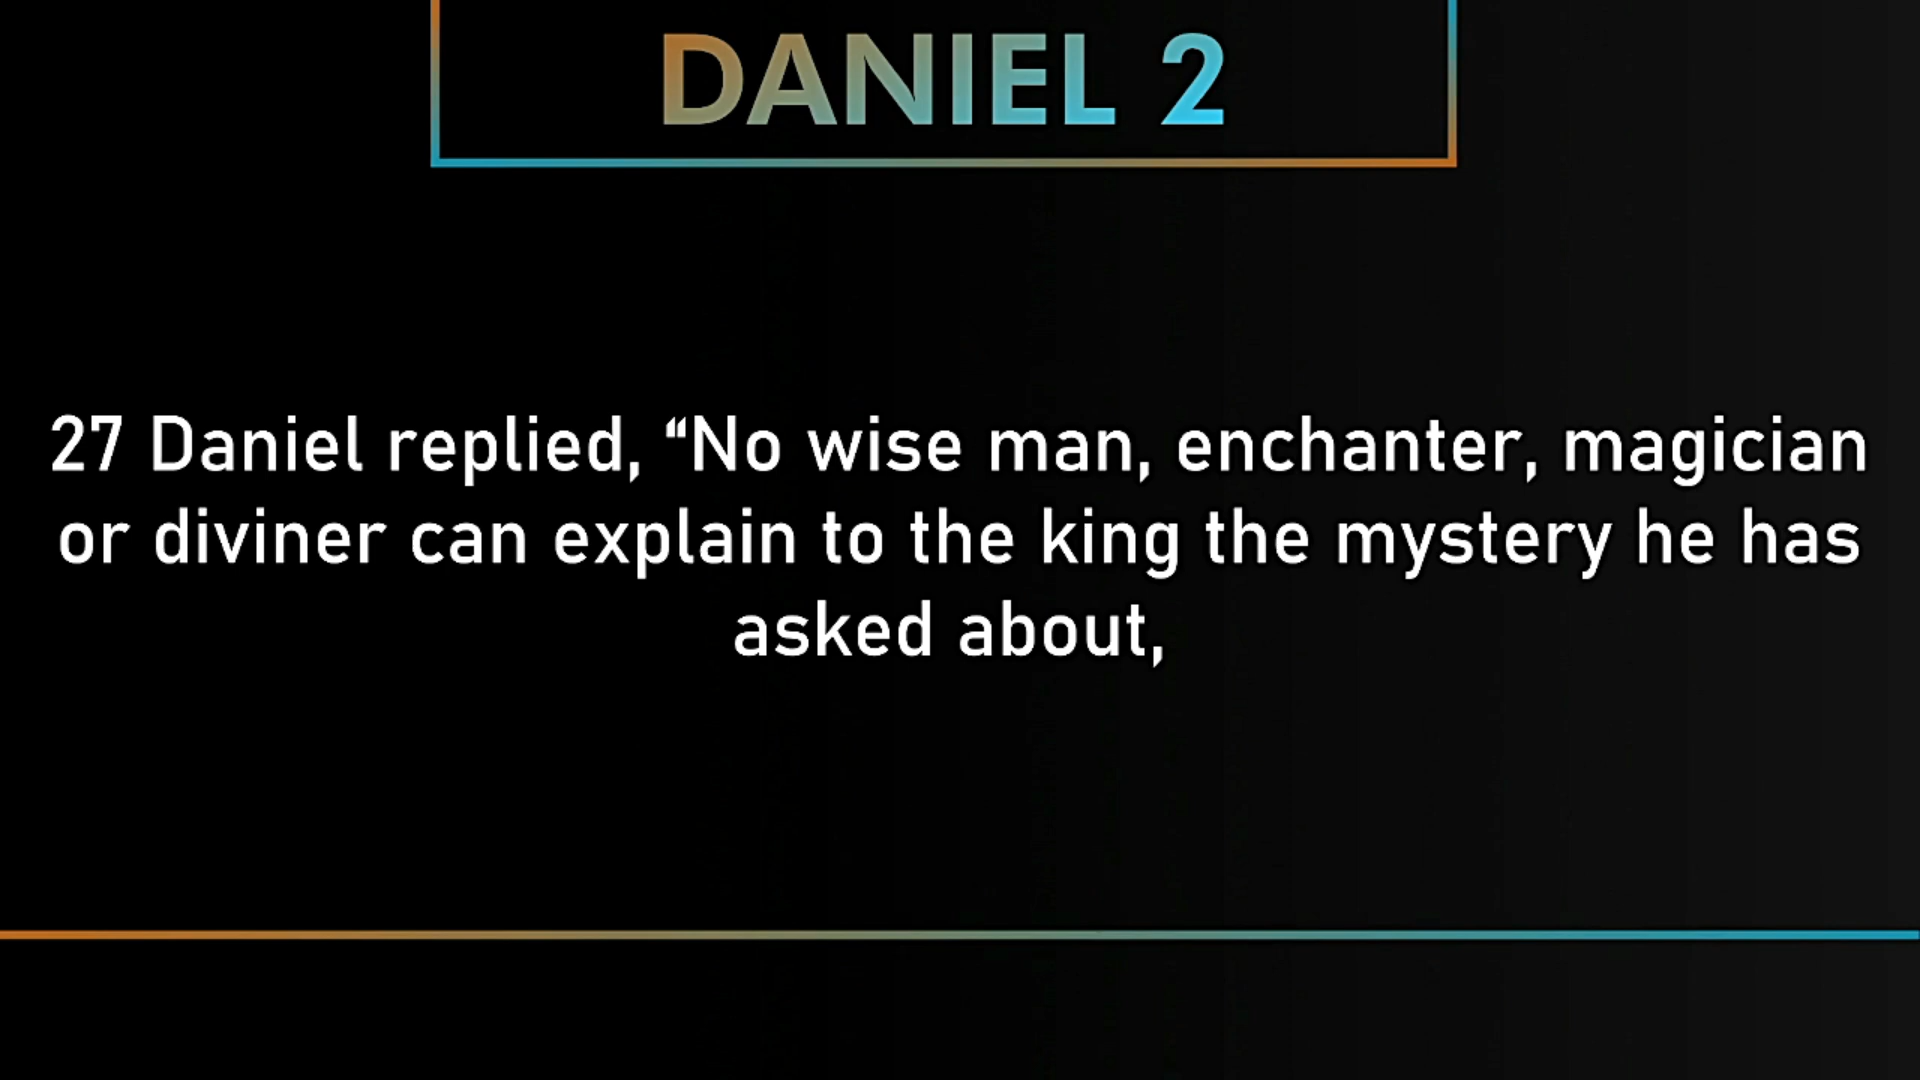 DANIEL 2
27 Daniel replied, “No wise man, enchanter, magician
or diviner can explain to the king the mystery he has
asked about,